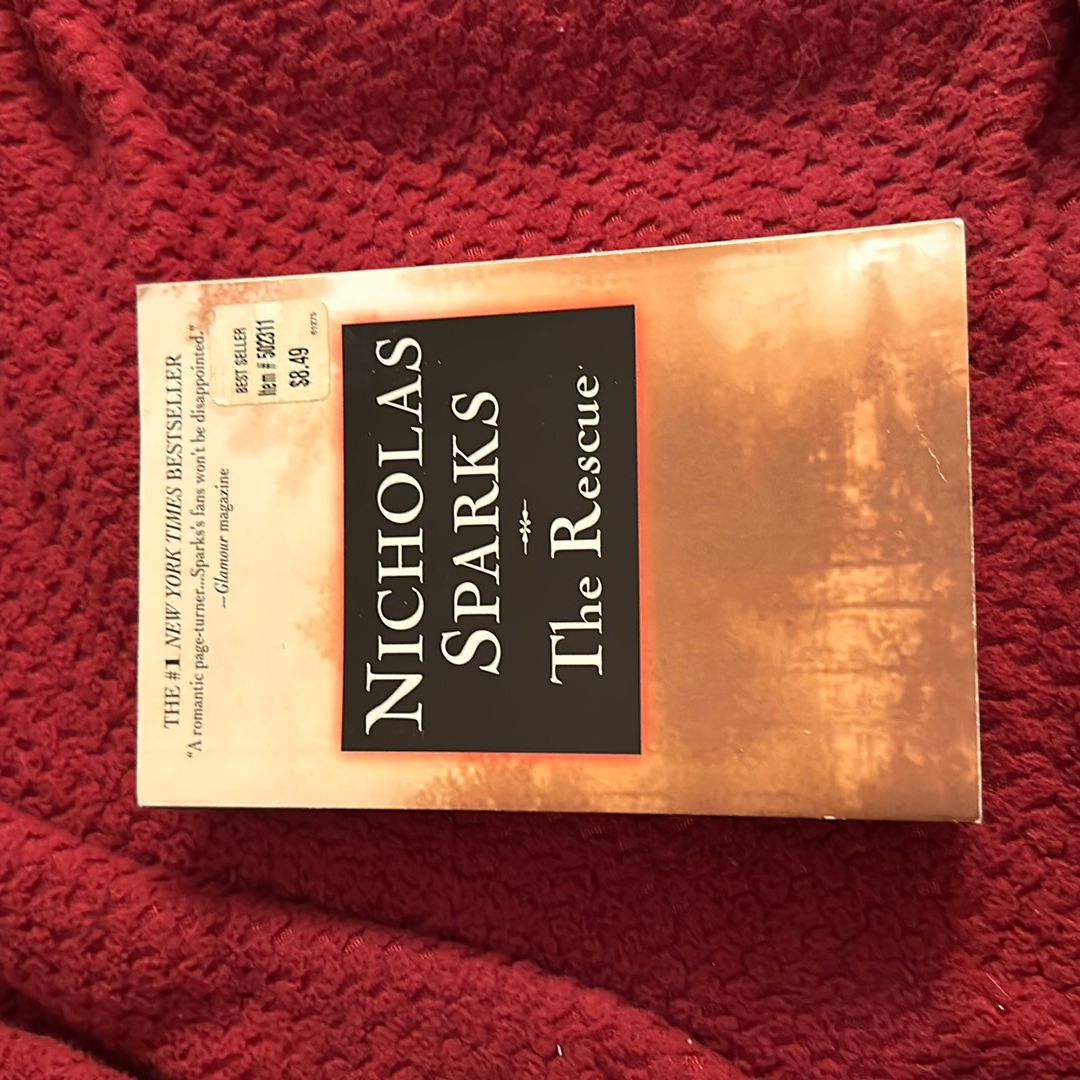 THE #1 NEW YORK TIMES BESTSELLER
"A romantic page-turner...Sparks's fans won't be disappointed."
—Glamour magazine
BEST SELLER
Item # 502311
$8.49
61275
NICHOLAS
SPARKS
The Rescue